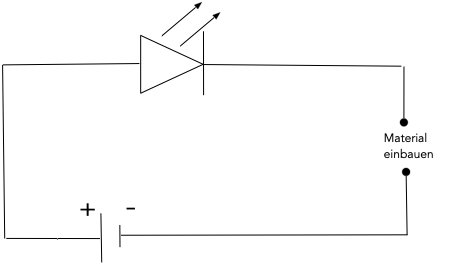 Material
einbauen
+ -